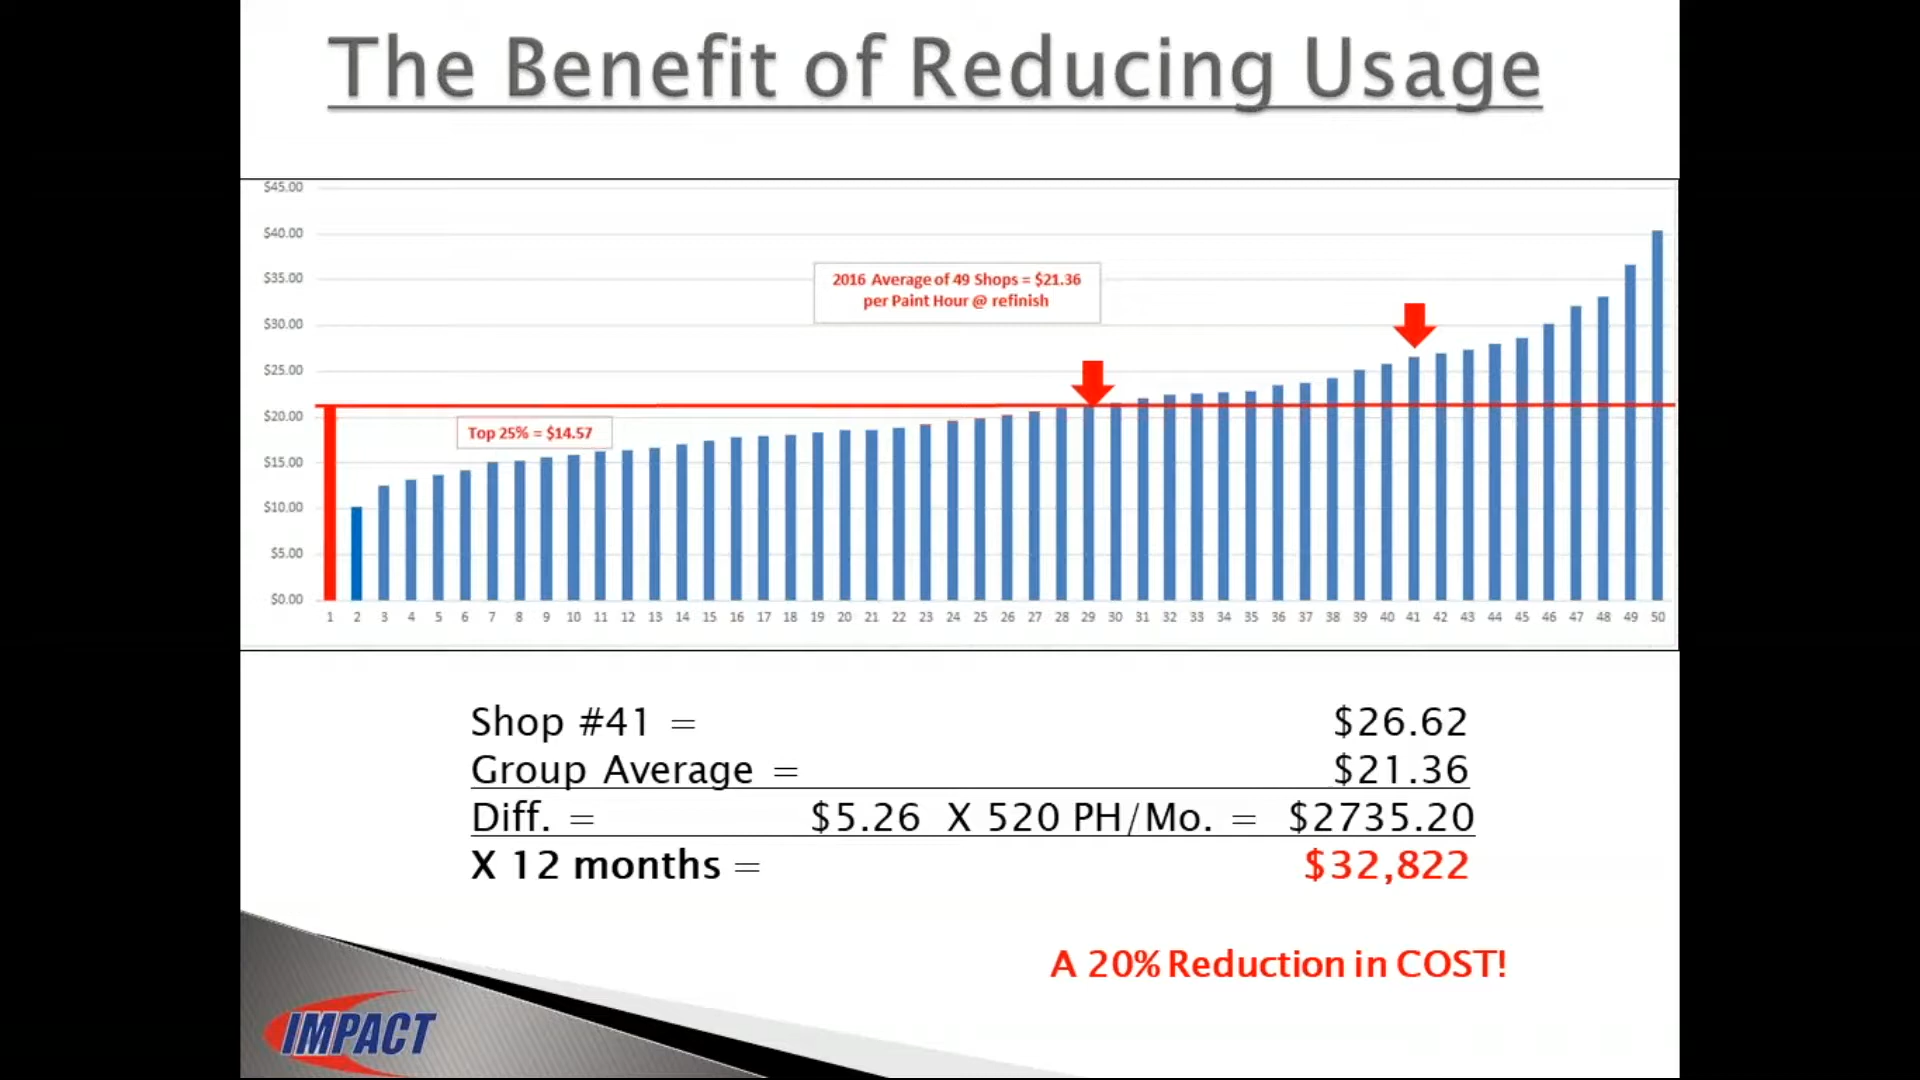 The Benefit of Reducing Usage
$45.00
$40.00
$35.00
$30.00
$25.00
$20.00
$15.00
$10.00
$5.00
$0.00
2016 Average of 49 Shops = $21.36
per Paint Hour @ refinish
Top 25% = $14.57
1 2 3 4 5 6 7 8 9 10 11 12 13 14 15 16 17 18 19 20 21 22 23 24 25 26 27 28 29 30 31 32 33 34 35 36 37 38 39 40 41 42 43 44 45 46 47 48 49 50
Shop #41 = $26.62
Group Average = $21.36
Diff. = $5.26 X 520 PH/Mo. = $2735.20
X 12 months = $32,822
A 20% Reduction in COST!
IMPACT